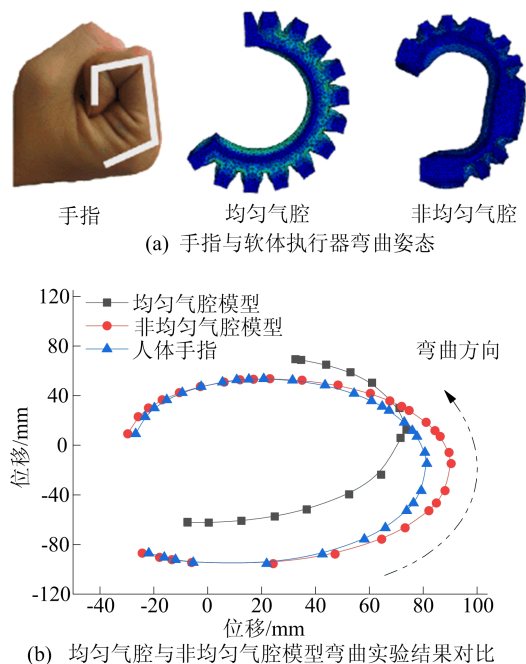 手指
均匀气腔
非均匀气腔
(a) 手指与软体执行器弯曲姿态
120
80
40
0
-40
-80
-120
位移/mm
均匀气腔模型
非均匀气腔模型
人体手指
弯曲方向
-40 -20 0 20 40 60 80 100
位移/mm
(b) 均匀气腔与非均匀气腔模型弯曲实验结果对比